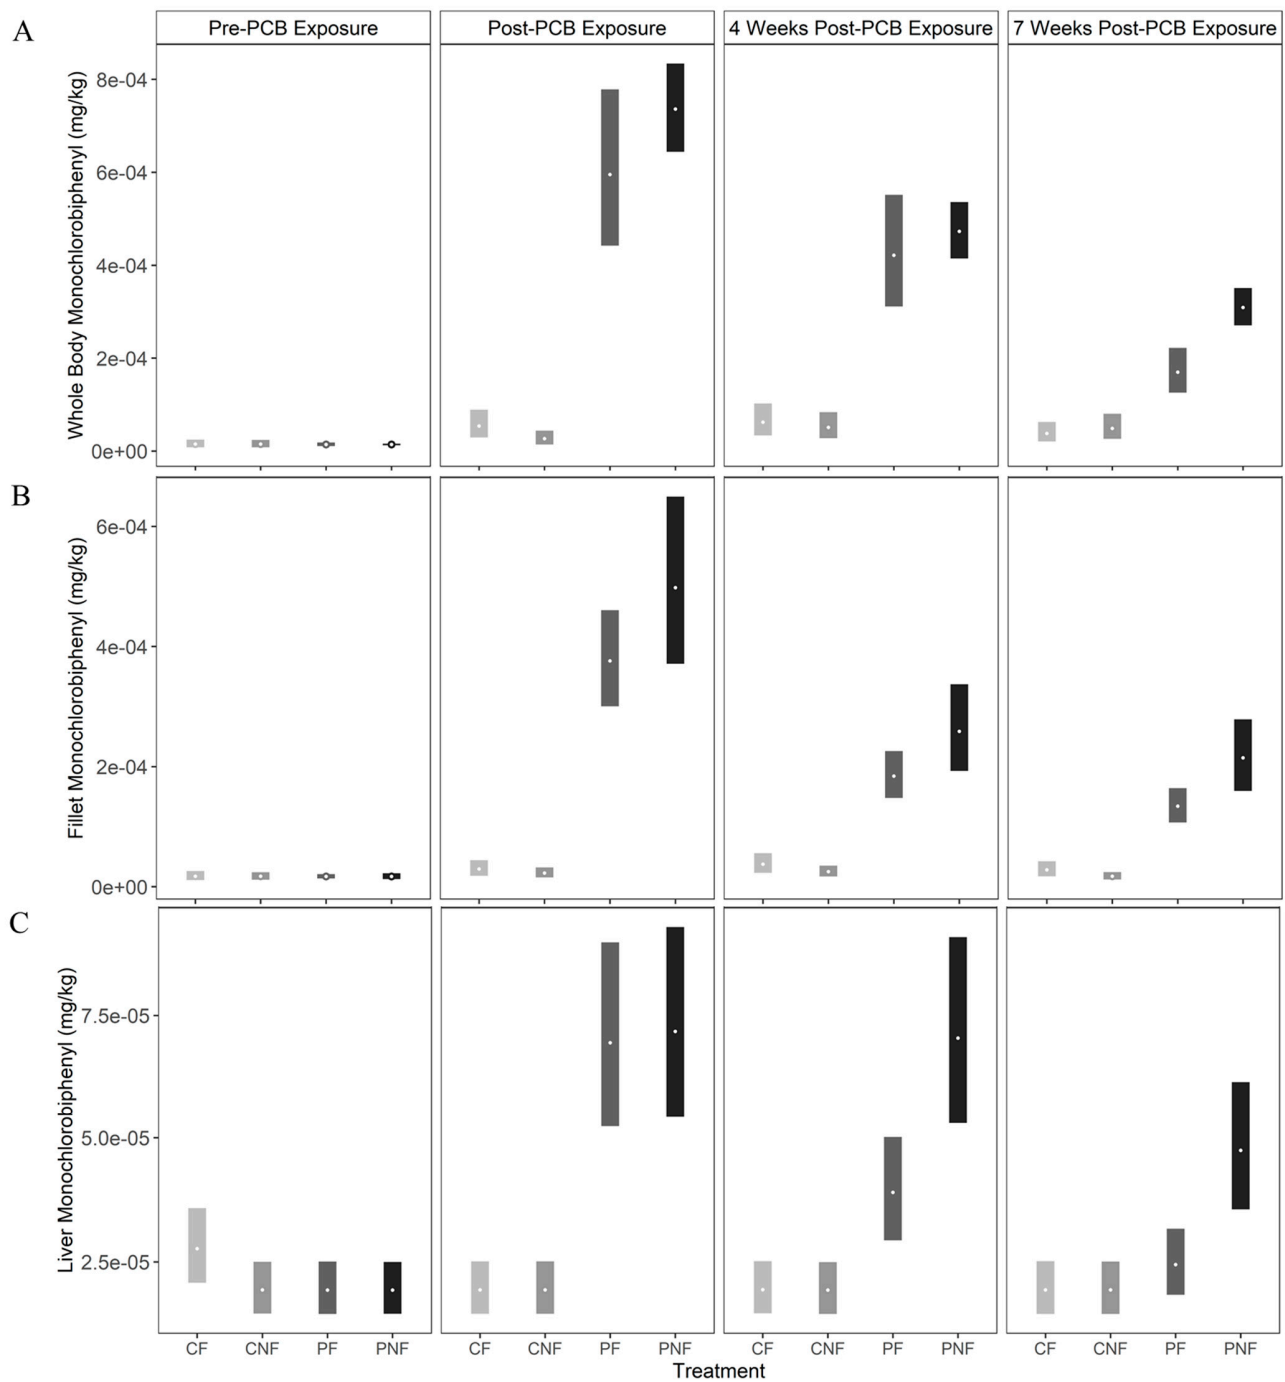 A
Pre-PCB Exposure
Post-PCB Exposure
4 Weeks Post-PCB Exposure
7 Weeks Post-PCB Exposure
Whole Body Monochlorobiphenyl (mg/kg)
8e-04
6e-04
4e-04
2e-04
0e+00
B
Fillet Monochlorobiphenyl (mg/kg)
6e-04
4e-04
2e-04
0e+00
C
Liver Monochlorobiphenyl (mg/kg)
7.5e-05
5.0e-05
2.5e-05
CF CNF PF PNF
CF CNF PF PNF
CF CNF PF PNF
CF CNF PF PNF
Treatment